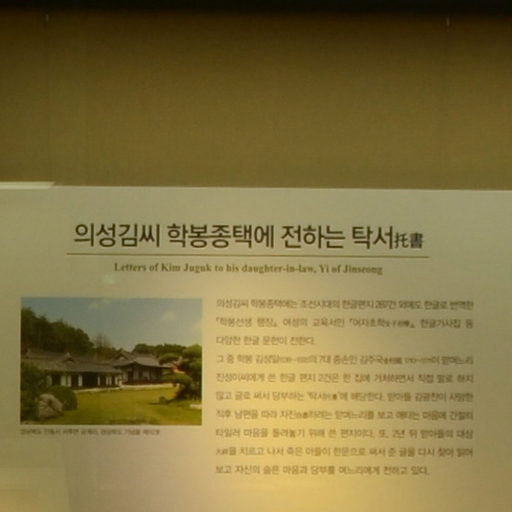 의성김씨 학봉종택에 전하는 탁서托書
Letters of Kim Juguk to his daughter-in-law, Yi of Jinseong
의성김씨 학봉종택에는 조선시대의 한글편지 외에도 한글로 번역한
『학봉선생 행장』, 여성의 교육서인 『여자초학』, 한글가사집 등
다양한 한글 문헌이 전한다.
그 중 학봉 김성일의 7대 종손인 김주국이 맏며느리
진성이씨에게 쓴 한글 편지 2건은 한 집에 거처하면서 직접 말로 하지
않고 글로 써서 당부하는 '탁서'에 해당한다. 맏아들 김광찬이 사망한
직후 남편을 따라 자진하려는 맏며느리를 보고 애타는 마음에 간절히
타일러 마음을 돌려놓기 위해 쓴 편지이다. 또, 2년 뒤 맏아들의 대상
을 치르고 나서 죽은 아들이 한문으로 써서 준 글을 다시 찾아 읽어
보고 자신의 슬픈 마음과 당부를 며느리에게 전하고 있다.